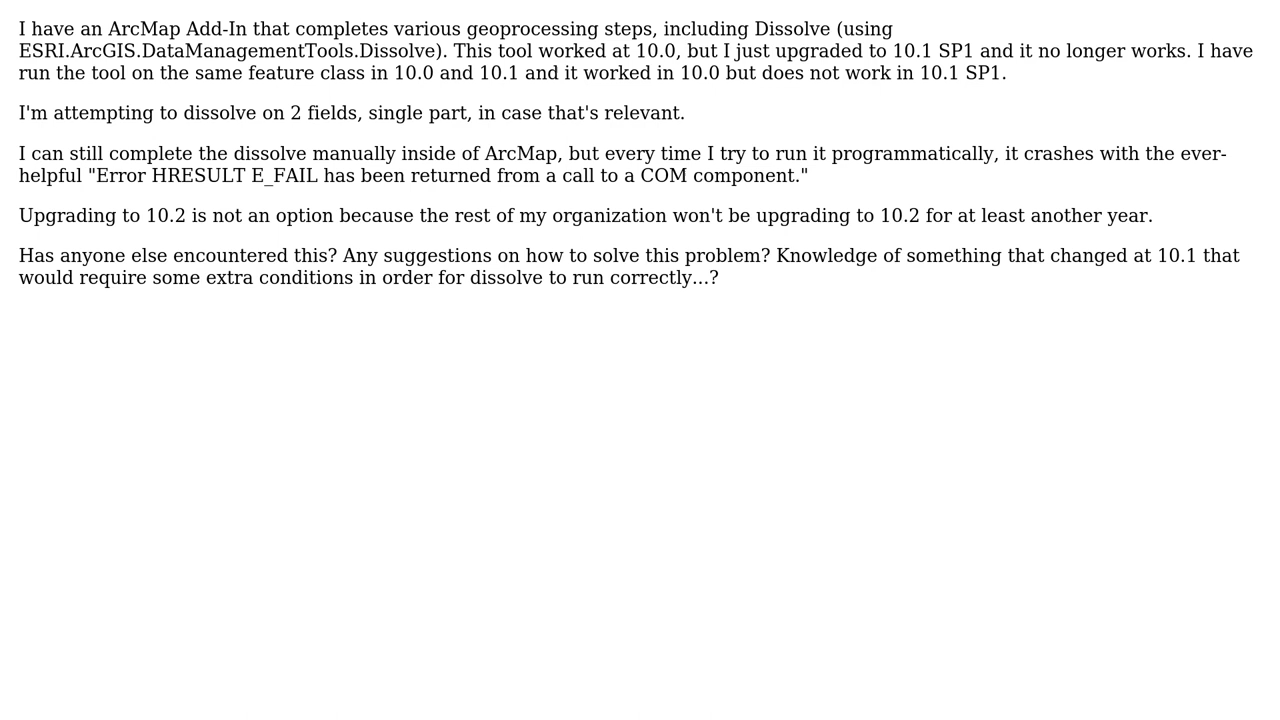 I have an ArcMap Add-In that completes various geoprocessing steps, including Dissolve (using
ESRI.ArcGIS.DataManagementTools.Dissolve). This tool worked at 10.0, but I just upgraded to 10.1 SP1 and it no longer works. I have
run the tool on the same feature class in 10.0 and 10.1 and it worked in 10.0 but does not work in 10.1 SP1.
I'm attempting to dissolve on 2 fields, single part, in case that's relevant.
I can still complete the dissolve manually inside of ArcMap, but every time I try to run it programmatically, it crashes with the ever-
helpful "Error HRESULT E_FAIL has been returned from a call to a COM component."
Upgrading to 10.2 is not an option because the rest of my organization won't be upgrading to 10.2 for at least another year.
Has anyone else encountered this? Any suggestions on how to solve this problem? Knowledge of something that changed at 10.1 that
would require some extra conditions in order for dissolve to run correctly...?